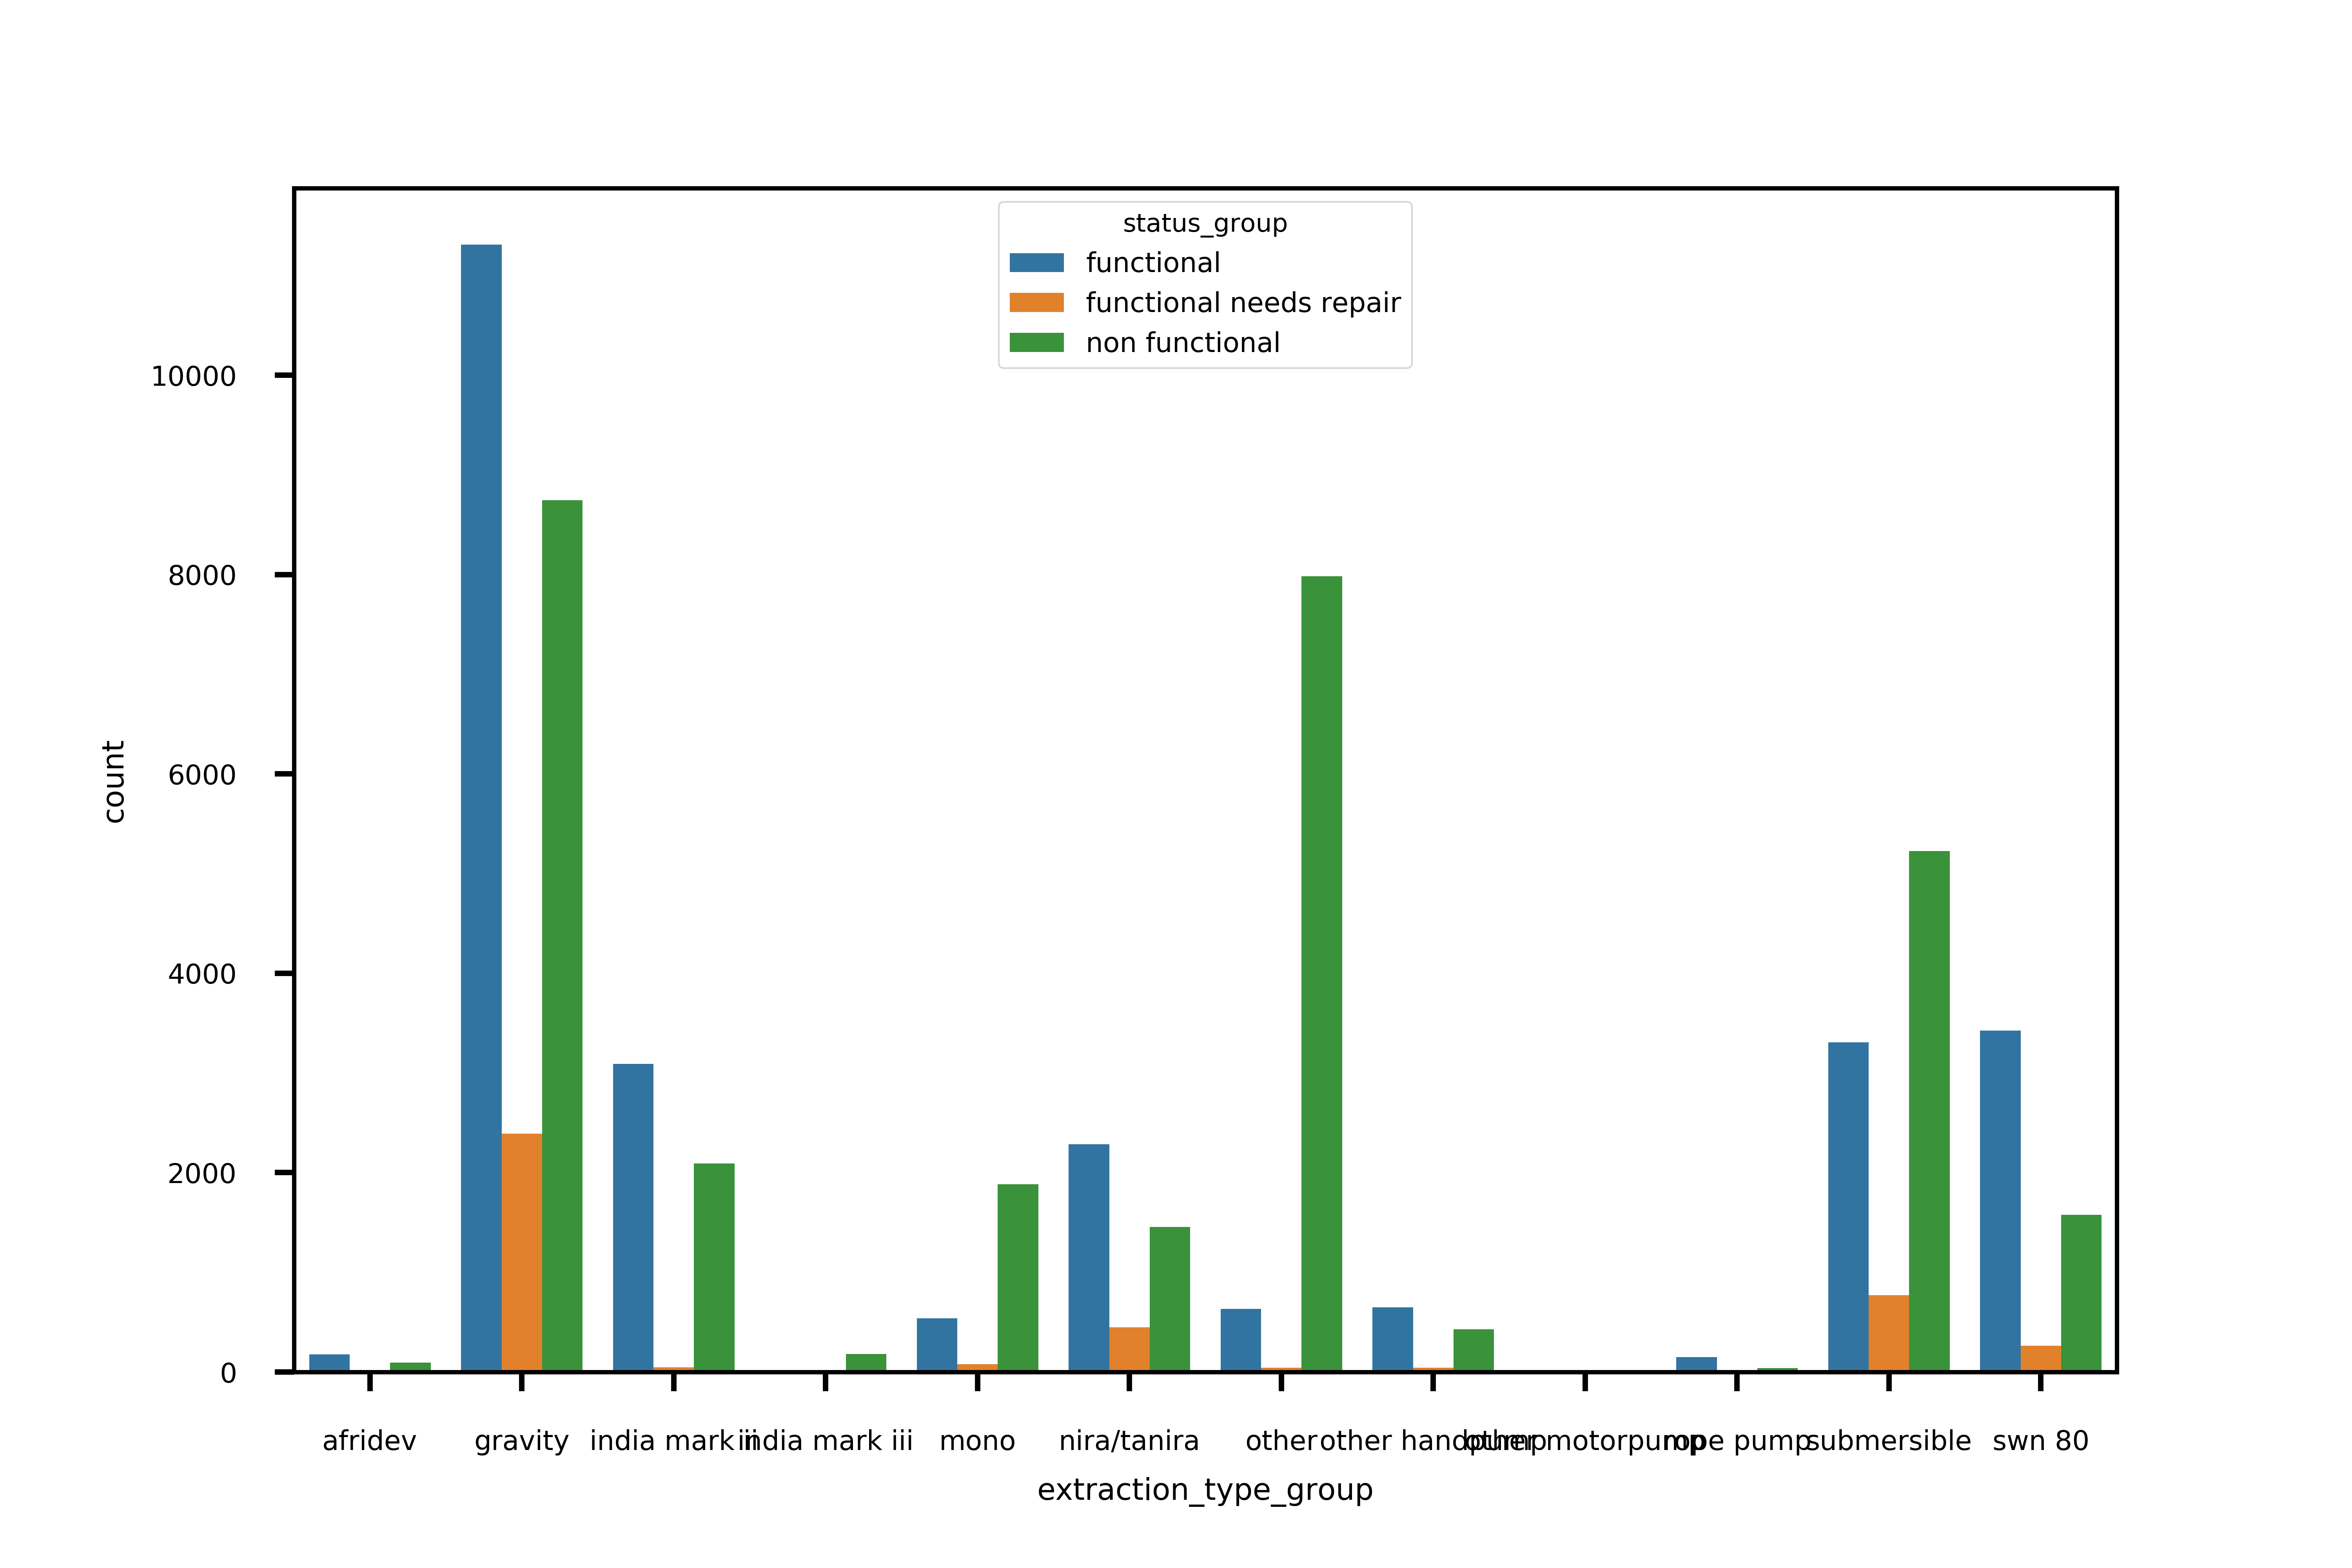 status_group
functional
functional needs repair
non functional
10000
8000
6000
4000
2000
0
count
afridev gravity india mark ii india mark iii mono nira/tanira other other handpump other motorpump rope pump submersible swn 80
extraction_type_group